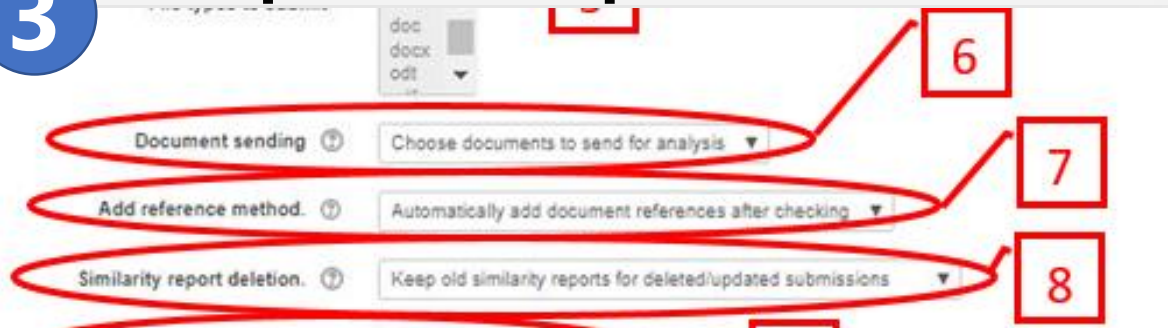 3
doc
docx
odt
6
Document sending Choose documents to send for analysis
7
Add reference method. Automatically add document references after checking
Similarity report deletion. Keep old similarity reports for deleted/updated submissions
8